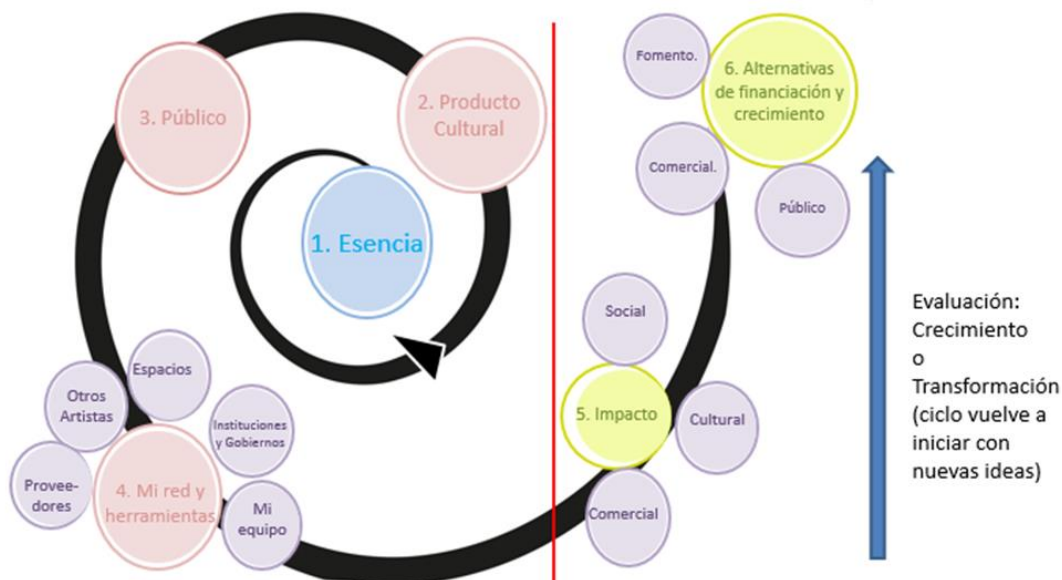 1. Esencia
2. Producto
Cultural
3. Público
4. Mi red y
herramientas
Espacios
Otros
Artistas
Provee-
dores
Instituciones
y Gobiernos
Mi
equipo
5. Impacto
Social
Cultural
Comercial
6. Alternativas
de financiación y
crecimiento
Fomento.
Comercial.
Público
Evaluación:
Crecimiento
o
Transformación
(ciclo vuelve a
iniciar con
nuevas ideas)